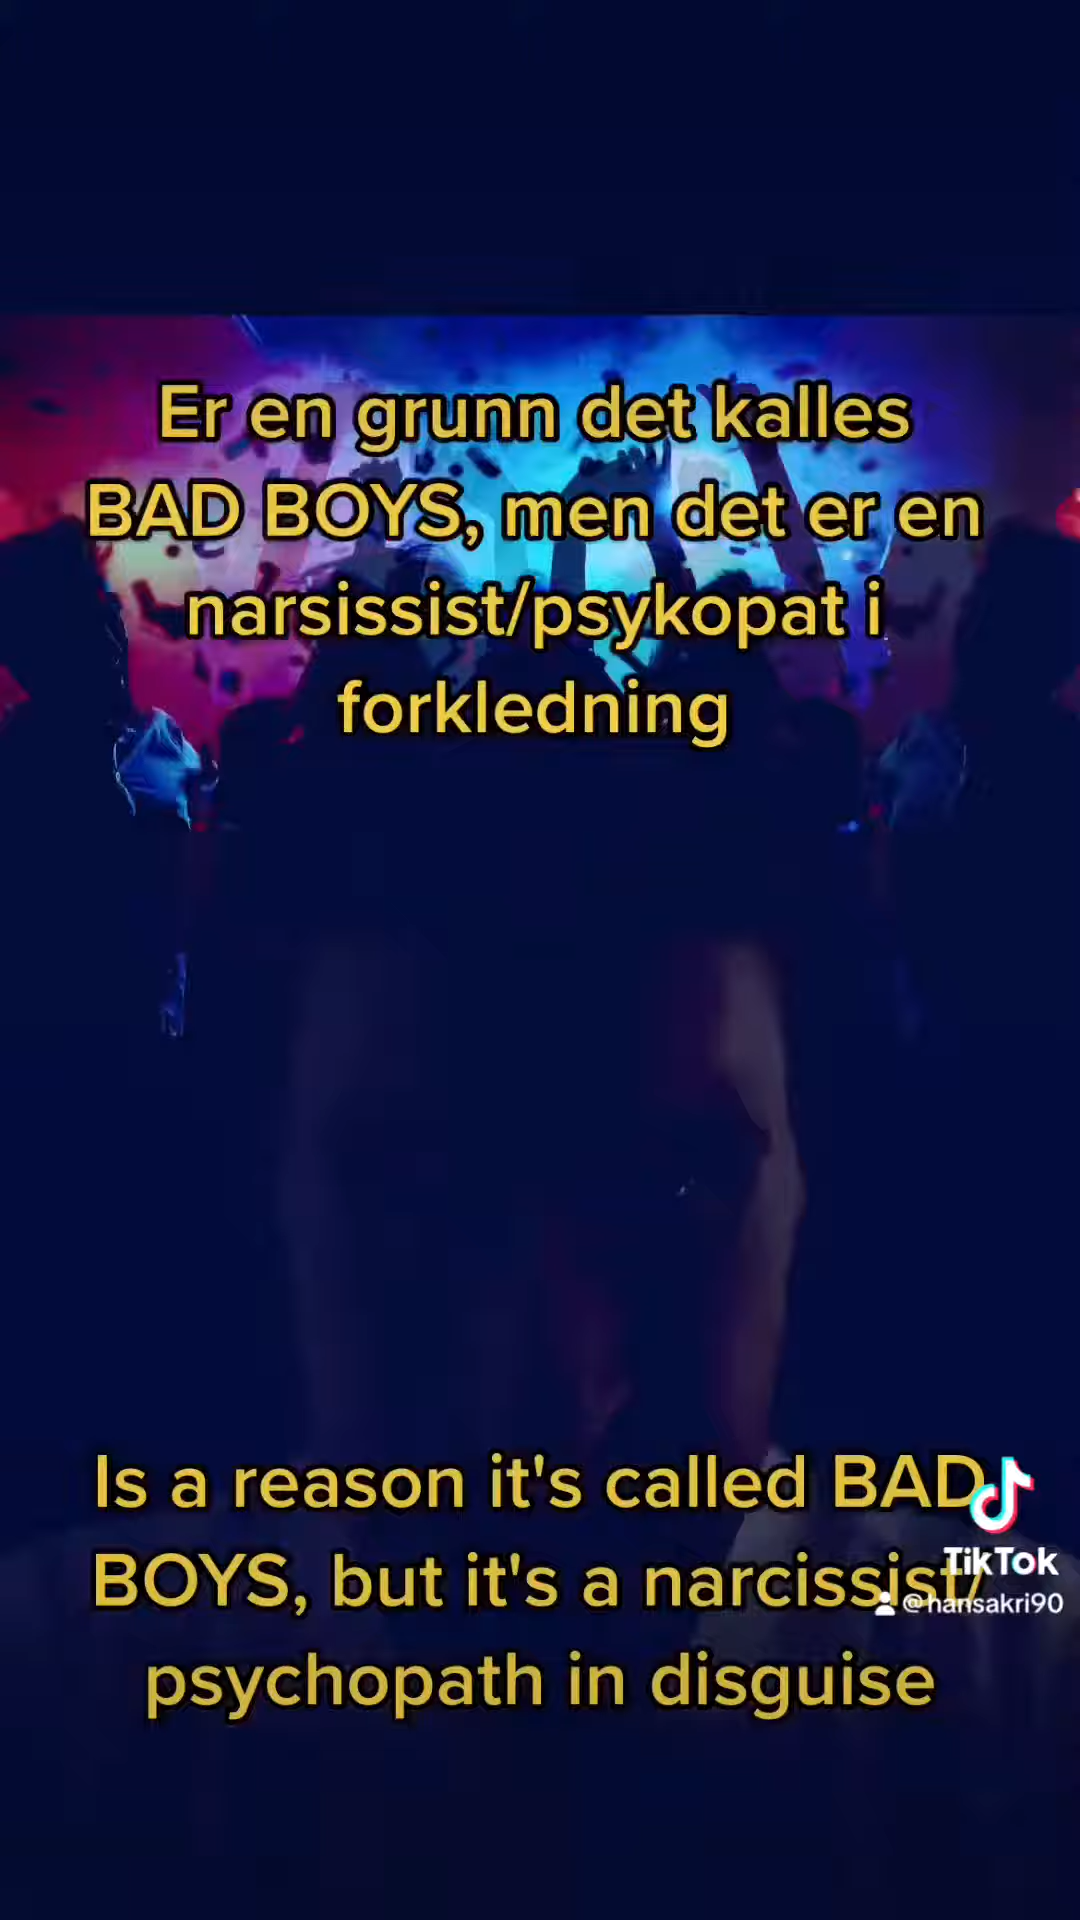 Er en grunn det kalles
BAD BOYS, men det er en
narsissist/psykopat i
forkledning
Is a reason it's called BAD
BOYS, but it's a narcissist/
psychopath in disguise
TikTok
@hansakri90